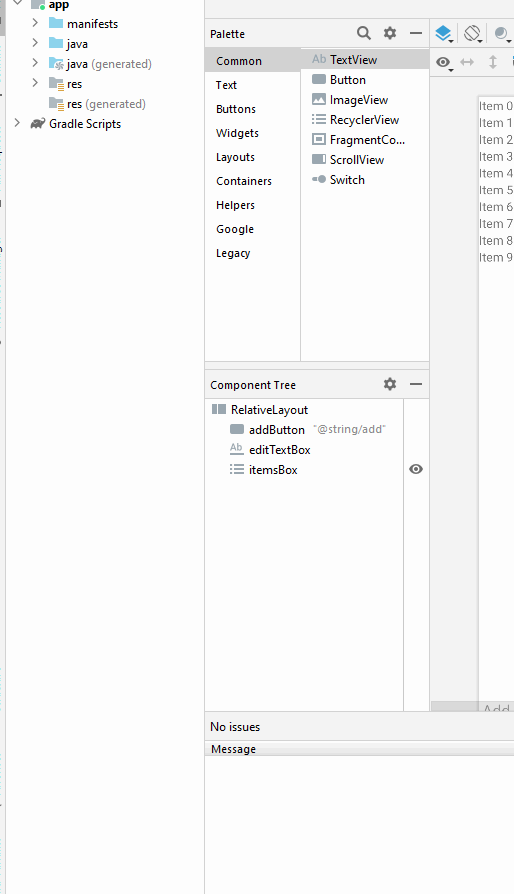 app
manifests
java
java (generated)
res
res (generated)
Gradle Scripts
Palette
Common
Text
Buttons
Widgets
Layouts
Containers
Helpers
Google
Legacy
Ab TextView
Button
ImageView
RecyclerView
FragmentCo...
ScrollView
Switch
Component Tree
RelativeLayout
addButton "@string/add"
Ab editTextBox
itemsBox
Item 0
Item 1
Item 2
Item 3
Item 4
Item 5
Item 6
Item 7
Item 8
Item 9
Add
No issues
Message